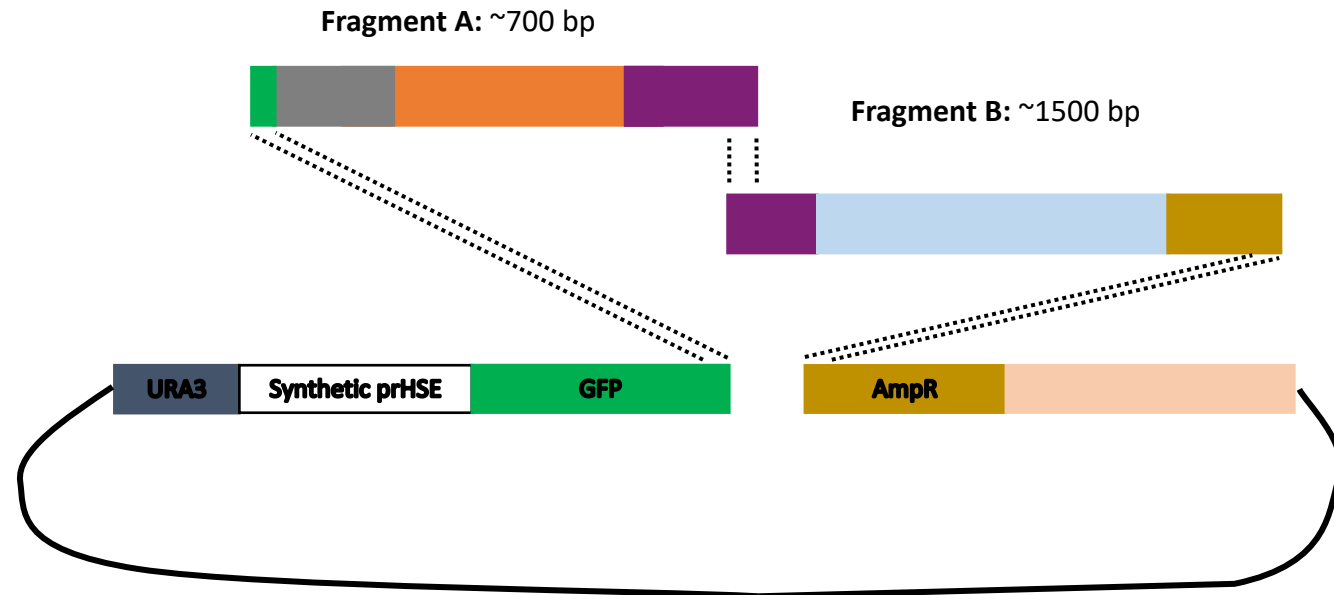 Fragment A: ~700 bp
Fragment B: ~1500 bp
URA3 Synthetic prHSE GFP AmpR